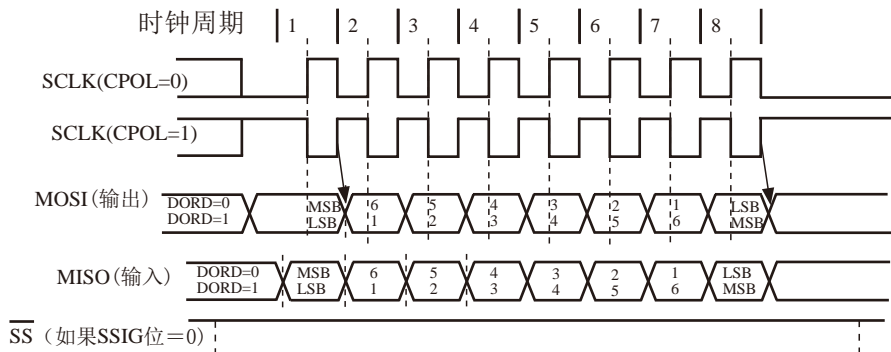 时钟周期 1 2 3 4 5 6 7 8
SCLK(CPOL=0)
SCLK(CPOL=1)
MOSI(输出) DORD=0 MSB 6 5 4 3 2 1 LSB
DORD=1 LSB 1 2 3 4 5 6 MSB
MISO(输入) DORD=0 MSB 6 5 4 3 2 1 LSB
DORD=1 LSB 1 2 3 4 5 6 MSB
SS (如果SSIG位=0)